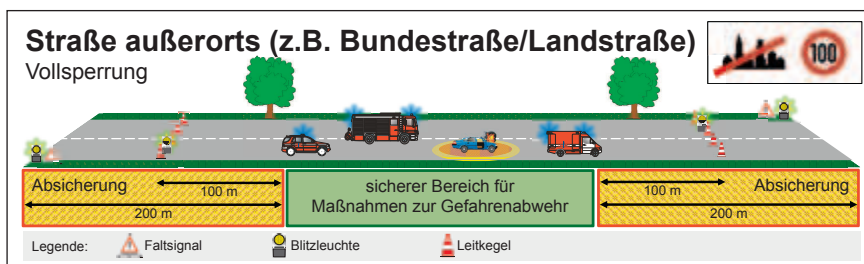 Straße außerorts (z.B. Bundestraße/Landstraße)
Vollsperrung
100
Absicherung
100 m
200 m
sicherer Bereich für
Maßnahmen zur Gefahrenabwehr
100 m
Absicherung
200 m
Legende: Faltsignal Blitzleuchte Leitkegel